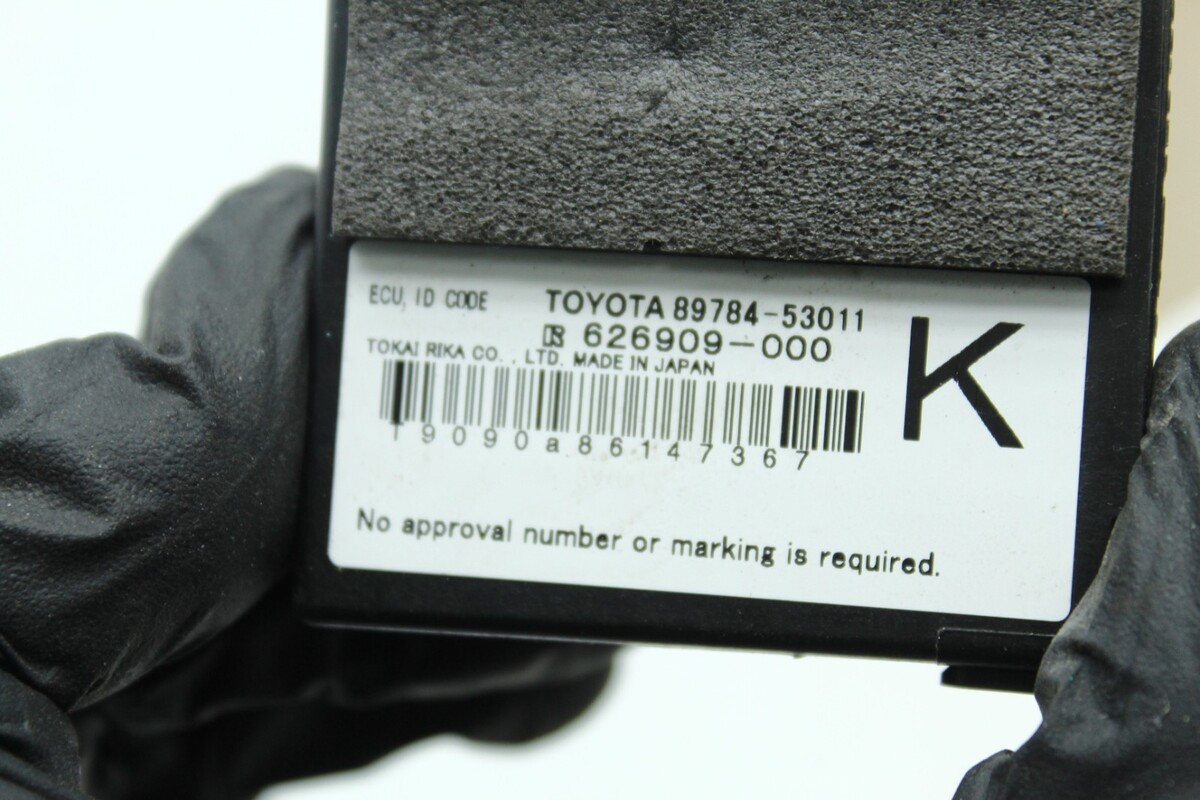 ECU, ID CODE TOYOTA 89784-53011
626909-000
TOKAI RIKA CO., LTD. MADE IN JAPAN
K
19090a86147367
No approval number or marking is required.